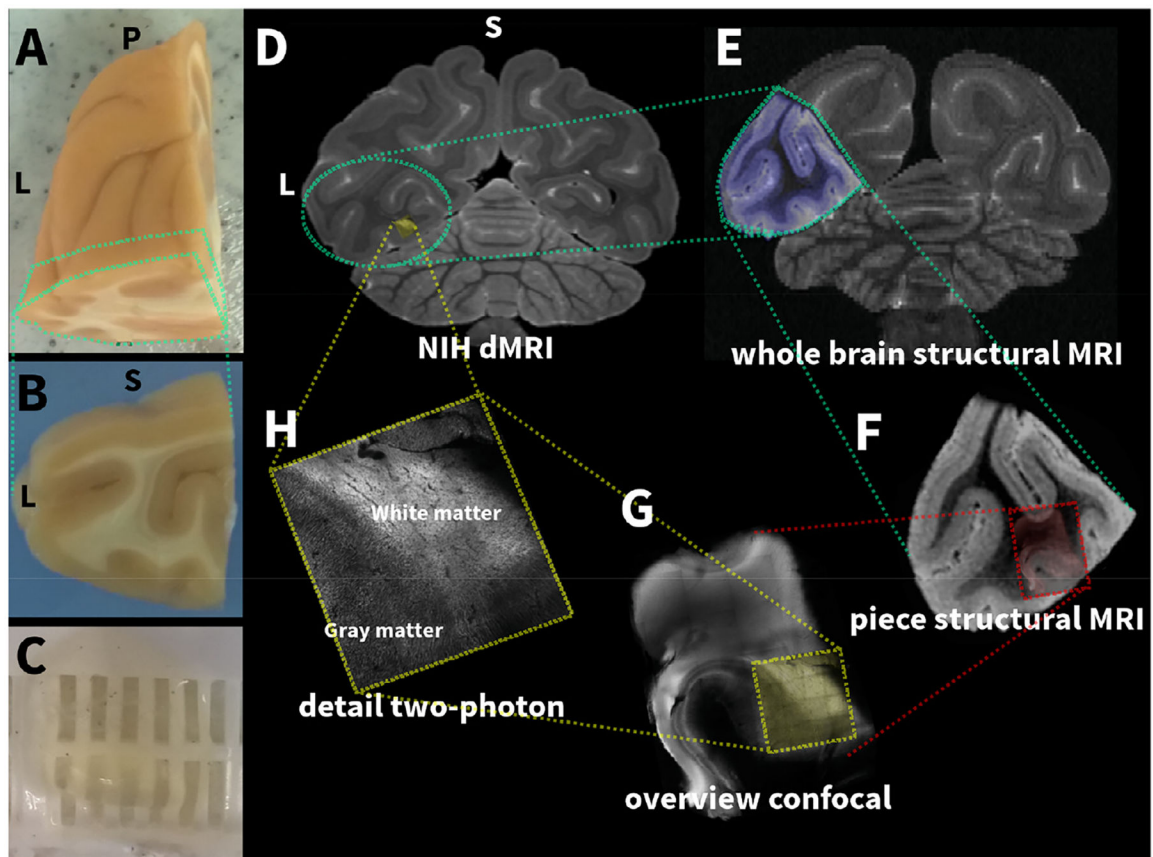 A
P
L
B
S
L
C
D
S
L
NIH dMRI
E
whole brain structural MRI
F
piece structural MRI
G
overview confocal
H
White matter
Gray matter
detail two-photon